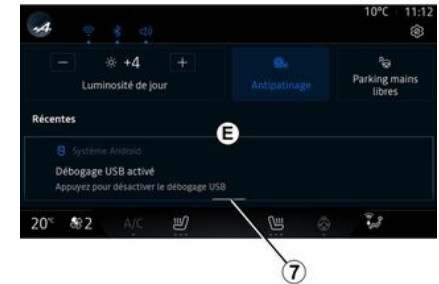 10°C 11:12
− +4 +
Luminosité de jour
Antipatinage
Parking mains
libres
Récentes
E
Système Android
Débogage USB activé
Appuyez pour désactiver le débogage USB
20°c 2 A/C
7